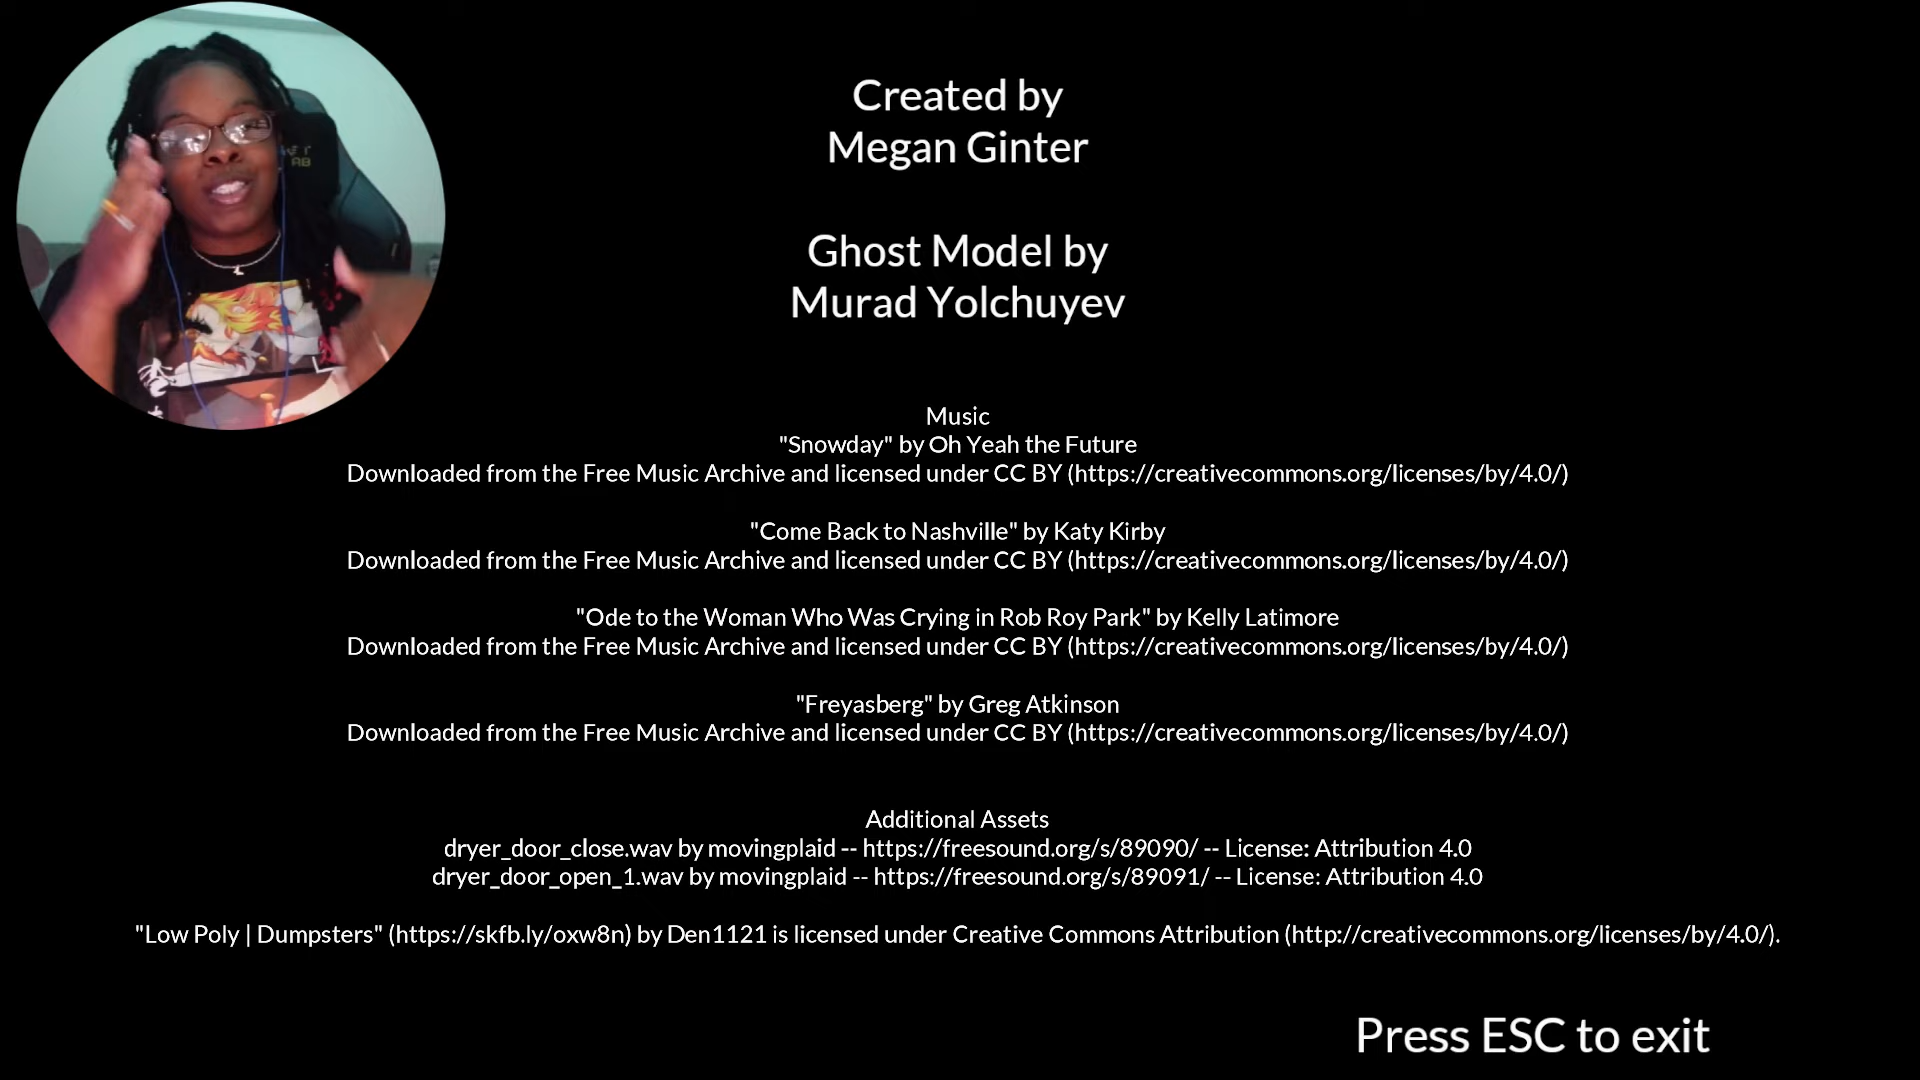 Created by
Megan Ginter
Ghost Model by
Murad Yolchuyev
Music
"Snowday" by Oh Yeah the Future
Downloaded from the Free Music Archive and licensed under CC BY (https://creativecommons.org/licenses/by/4.0/)
"Come Back to Nashville" by Katy Kirby
Downloaded from the Free Music Archive and licensed under CC BY (https://creativecommons.org/licenses/by/4.0/)
"Ode to the Woman Who Was Crying in Rob Roy Park" by Kelly Latimore
Downloaded from the Free Music Archive and licensed under CC BY (https://creativecommons.org/licenses/by/4.0/)
"Freyasberg" by Greg Atkinson
Downloaded from the Free Music Archive and licensed under CC BY (https://creativecommons.org/licenses/by/4.0/)
Additional Assets
dryer_door_close.wav by movingplaid -- https://freesound.org/s/89090/ -- License: Attribution 4.0
dryer_door_open_1.wav by movingplaid -- https://freesound.org/s/89091/ -- License: Attribution 4.0
"Low Poly | Dumpsters" (https://skfb.ly/oxw8n) by Den1121 is licensed under Creative Commons Attribution (http://creativecommons.org/licenses/by/4.0/).
Press ESC to exit